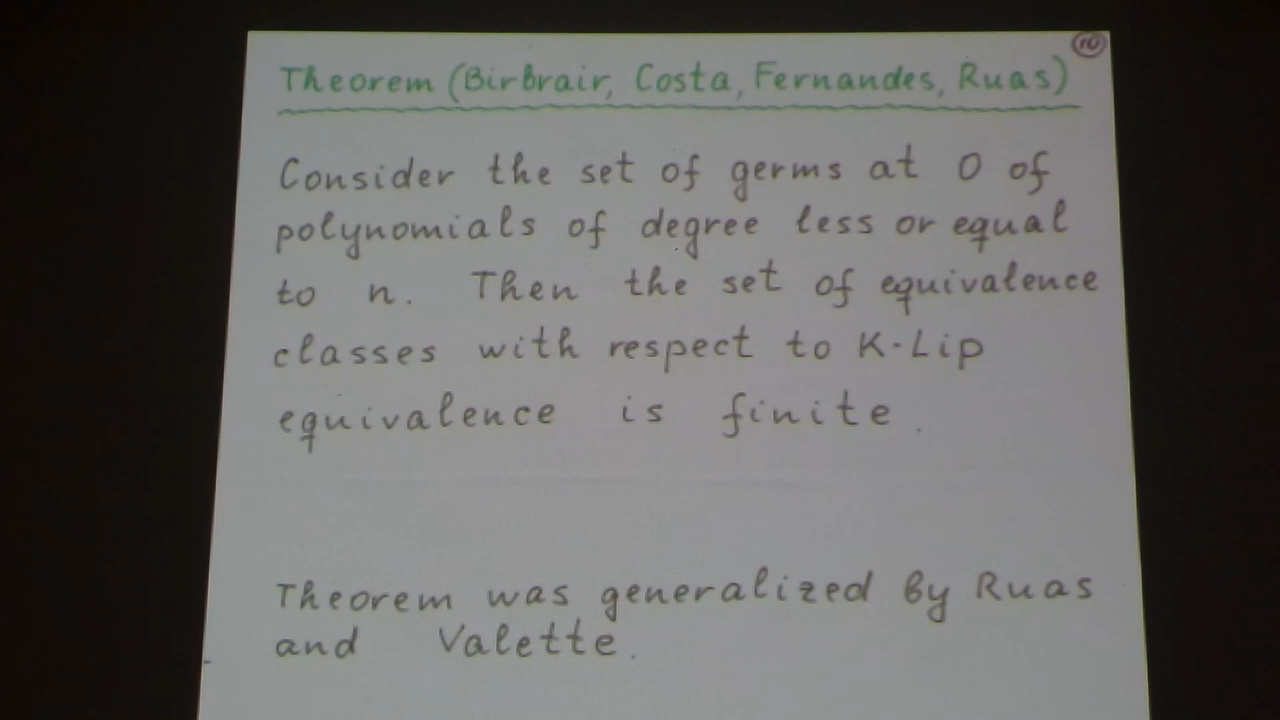 10
Theorem (Birbrair, Costa, Fernandes, Ruas)
Consider the set of germs at 0 of
polynomials of degree less or equal
to n. Then the set of equivalence
classes with respect to K-Lip
equivalence is finite.
Theorem was generalized by Ruas
and Valette.